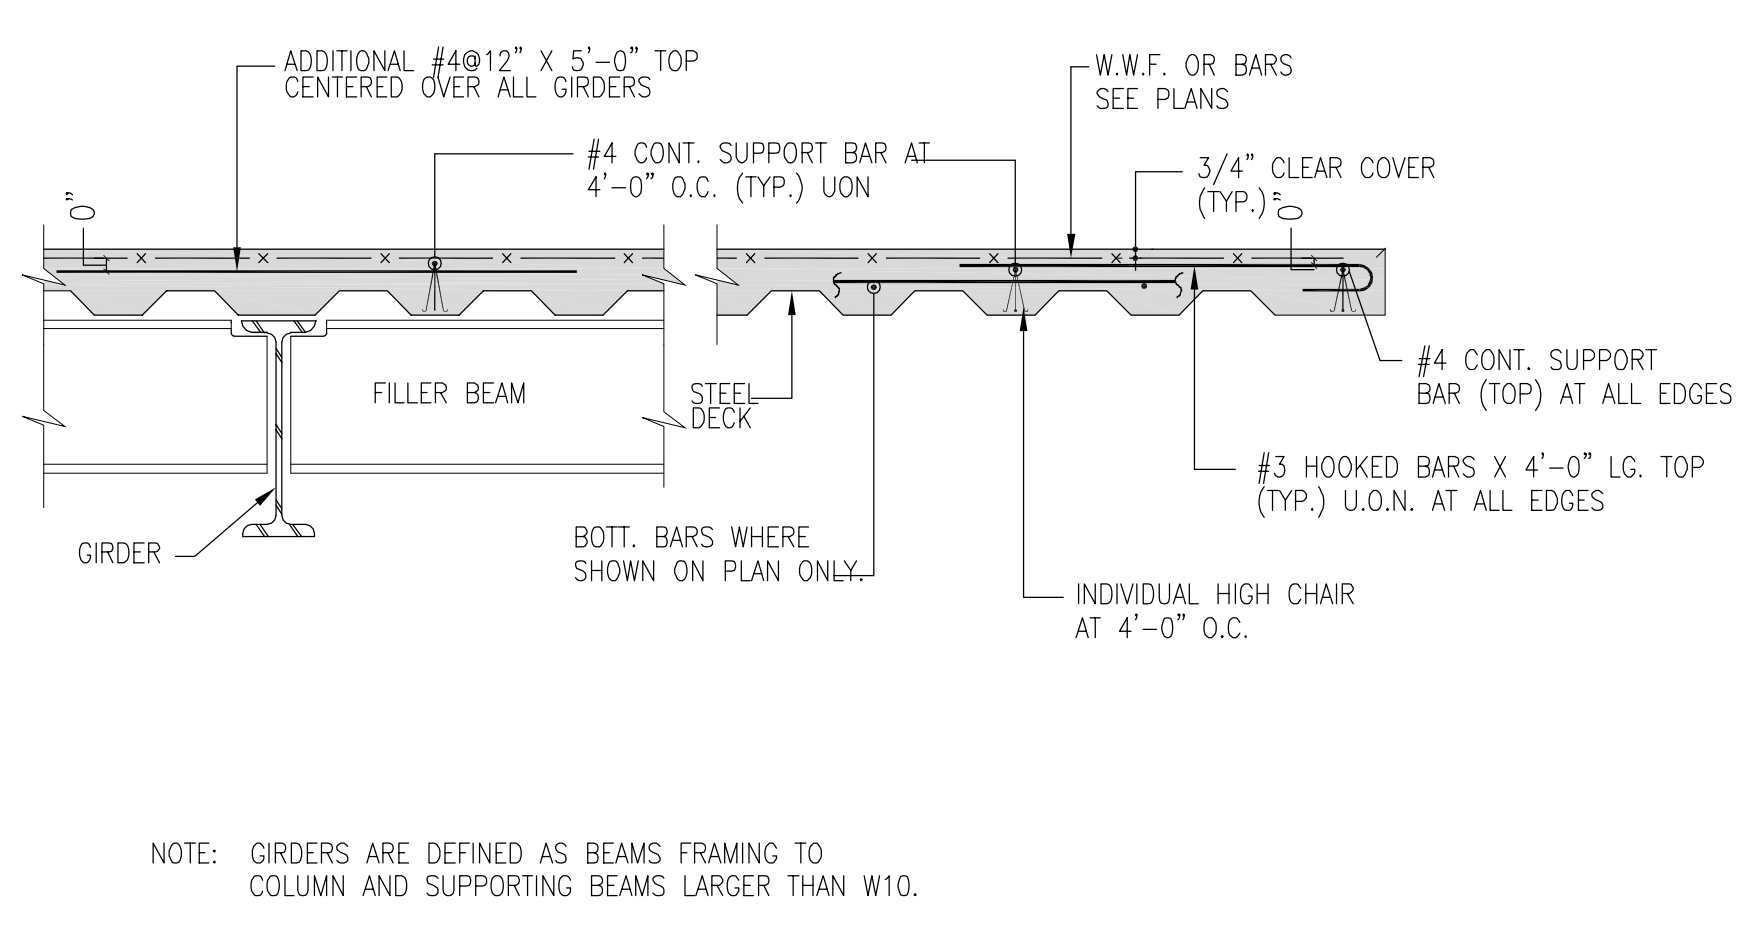 ADDITIONAL #4@12" X 5'-0" TOP
CENTERED OVER ALL GIRDERS
W.W.F. OR BARS
SEE PLANS
#4 CONT. SUPPORT BAR AT
4'-0" O.C. (TYP.) UON
3/4" CLEAR COVER
(TYP.)
0"
0"
FILLER BEAM
STEEL
DECK
#4 CONT. SUPPORT
BAR (TOP) AT ALL EDGES
#3 HOOKED BARS X 4'-0" LG. TOP
(TYP.) U.O.N. AT ALL EDGES
GIRDER
BOTT. BARS WHERE
SHOWN ON PLAN ONLY.
INDIVIDUAL HIGH CHAIR
AT 4'-0" O.C.
NOTE: GIRDERS ARE DEFINED AS BEAMS FRAMING TO
COLUMN AND SUPPORTING BEAMS LARGER THAN W10.